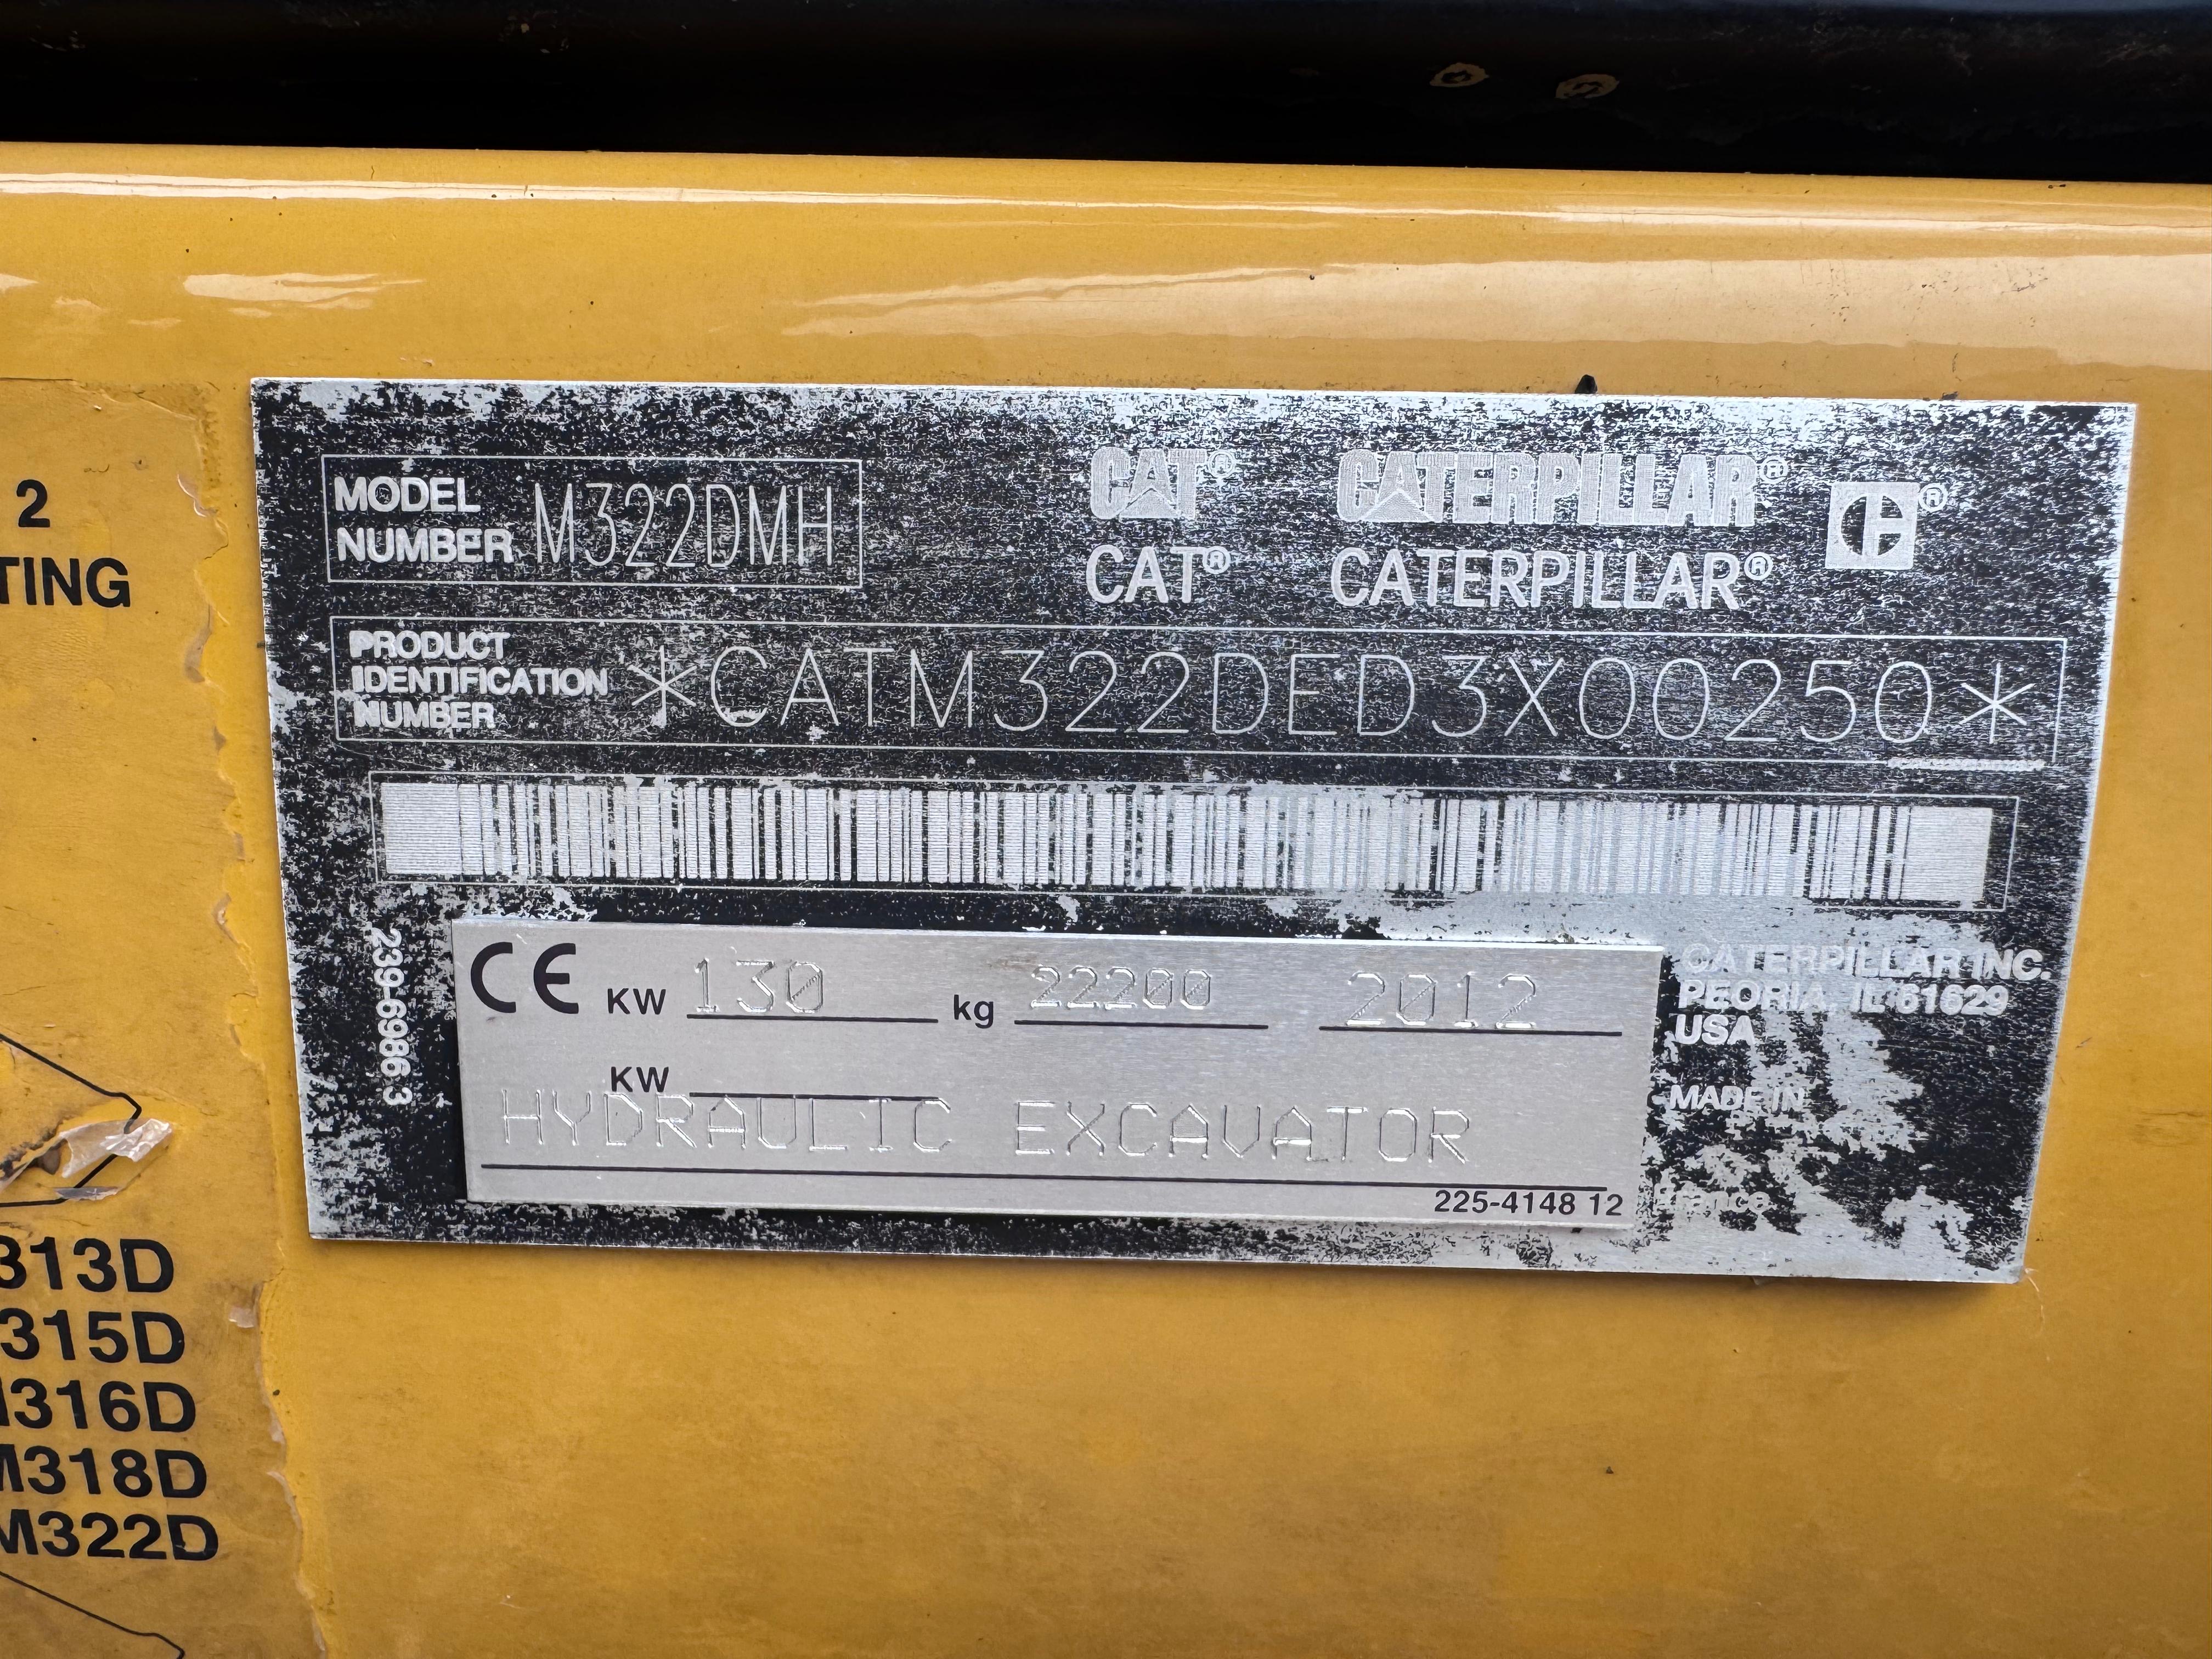 2
TING
MODEL
NUMBER M322DMH
CAT® CATERPILLAR® ®
CAT® CATERPILLAR®
PRODUCT
IDENTIFICATION
NUMBER
*CATM322DED3X00250*
239-6986 3
CE KW 130 kg 22200 2012
KW
HYDRAULIC EXCAVATOR
225-4148 12
CATERPILLAR INC.
PEORIA, IL 61629
USA
MADE IN
France
313D
315D
316D
M318D
M322D